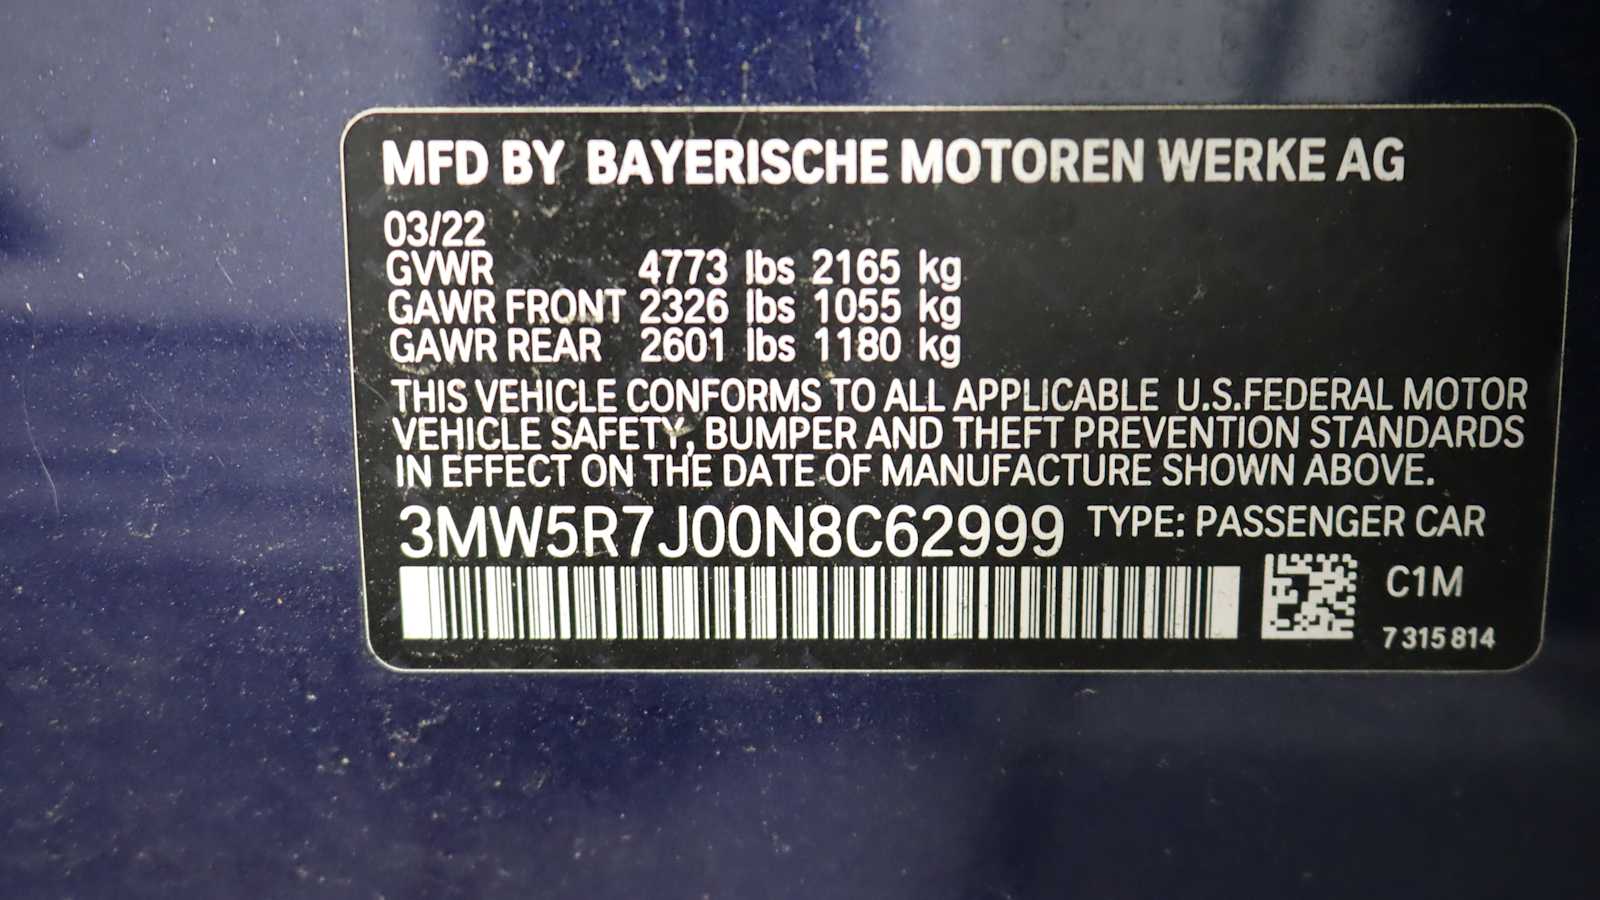 MFD BY BAYERISCHE MOTOREN WERKE AG
03/22
GVWR 4773 lbs 2165 kg
GAWR FRONT 2326 lbs 1055 kg
GAWR REAR 2601 lbs 1180 kg
THIS VEHICLE CONFORMS TO ALL APPLICABLE U.S.FEDERAL MOTOR
VEHICLE SAFETY, BUMPER AND THEFT PREVENTION STANDARDS
IN EFFECT ON THE DATE OF MANUFACTURE SHOWN ABOVE.
3MW5R7J00N8C62999 TYPE: PASSENGER CAR
C1M
7 315 814